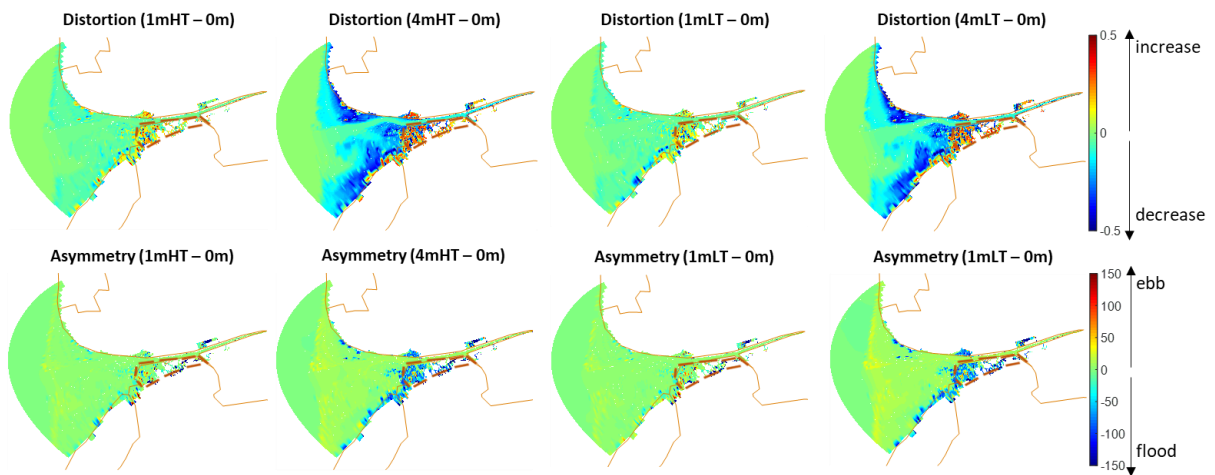 Distortion (1mHT – 0m)
Distortion (4mHT – 0m)
Distortion (1mLT – 0m)
Distortion (4mLT – 0m)
0.5
increase
0
decrease
-0.5
Asymmetry (1mHT – 0m)
Asymmetry (4mHT – 0m)
Asymmetry (1mLT – 0m)
Asymmetry (1mLT – 0m)
150
ebb
100
50
0
-50
-100
flood
-150